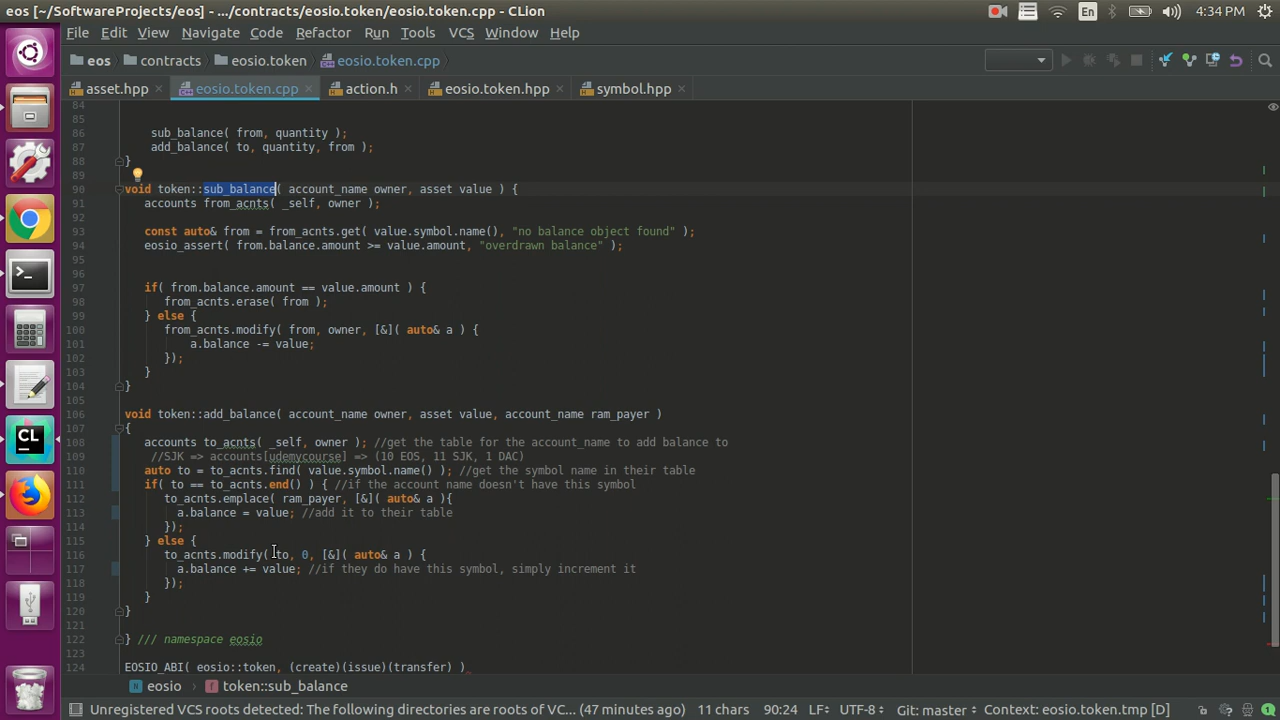 eos [~/SoftwareProjects/eos] - .../contracts/eosio.token/eosio.token.cpp - CLion
En
4:34 PM
File Edit View Navigate Code Refactor Run Tools VCS Window Help
eos contracts eosio.token eosio.token.cpp
asset.hpp eosio.token.cpp action.h eosio.token.hpp symbol.hpp
84
85
86 sub_balance( from, quantity );
87 add_balance( to, quantity, from );
88 }
89
90 void token::sub_balance( account_name owner, asset value ) {
91 accounts from_acnts( _self, owner );
92
93 const auto& from = from_acnts.get( value.symbol.name(), "no balance object found" );
94 eosio_assert( from.balance.amount >= value.amount, "overdrawn balance" );
95
96
97 if( from.balance.amount == value.amount ) {
98 from_acnts.erase( from );
99 } else {
100 from_acnts.modify( from, owner, [&]( auto& a ) {
101 a.balance -= value;
102 });
103 }
104 }
105
106 void token::add_balance( account_name owner, asset value, account_name ram_payer )
107 {
108 accounts to_acnts( _self, owner ); //get the table for the account_name to add balance to
109 //SJK => accounts[udemycourse] => (10 EOS, 11 SJK, 1 DAC)
110 auto to = to_acnts.find( value.symbol.name() ); //get the symbol name in their table
111 if( to == to_acnts.end() ) { //if the account name doesn't have this symbol
112 to_acnts.emplace( ram_payer, [&]( auto& a ){
113 a.balance = value; //add it to their table
114 });
115 } else {
116 to_acnts.modify( to, 0, [&]( auto& a ) {
117 a.balance += value; //if they do have this symbol, simply increment it
118 });
119 }
120 }
121
122 } /// namespace eosio
123
124 EOSIO_ABI( eosio::token, (create)(issue)(transfer) )
eosio token::sub_balance
Unregistered VCS roots detected: The following directories are roots of VC... (47 minutes ago) 11 chars 90:24 LF UTF-8 Git: master Context: eosio.token.tmp [D] 1